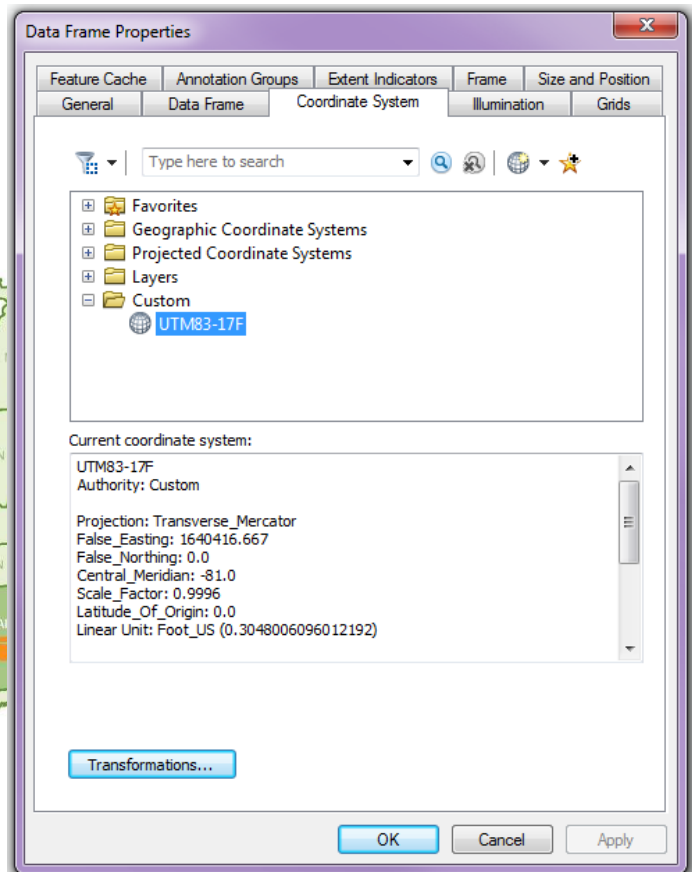 Data Frame Properties
Feature Cache Annotation Groups Extent Indicators Frame Size and Position
General Data Frame Coordinate System Illumination Grids
Type here to search
Favorites
Geographic Coordinate Systems
Projected Coordinate Systems
Layers
Custom
UTM83-17F
Current coordinate system:
UTM83-17F
Authority: Custom
Projection: Transverse_Mercator
False_Easting: 1640416.667
False_Northing: 0.0
Central_Meridian: -81.0
Scale_Factor: 0.9996
Latitude_Of_Origin: 0.0
Linear Unit: Foot_US (0.3048006096012192)
Transformations...
OK Cancel Apply